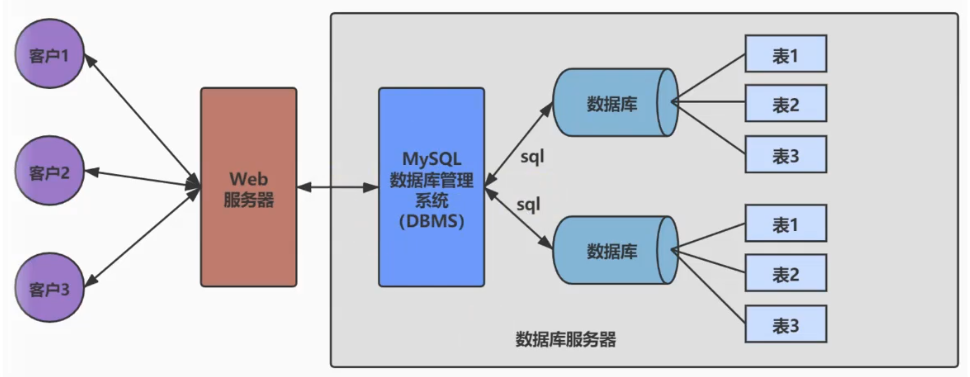 客户1
客户2
客户3
Web
服务器
MySQL
数据库管理
系统
（DBMS）
sql
sql
数据库
表1
表2
表3
数据库
表1
表2
表3
数据库服务器